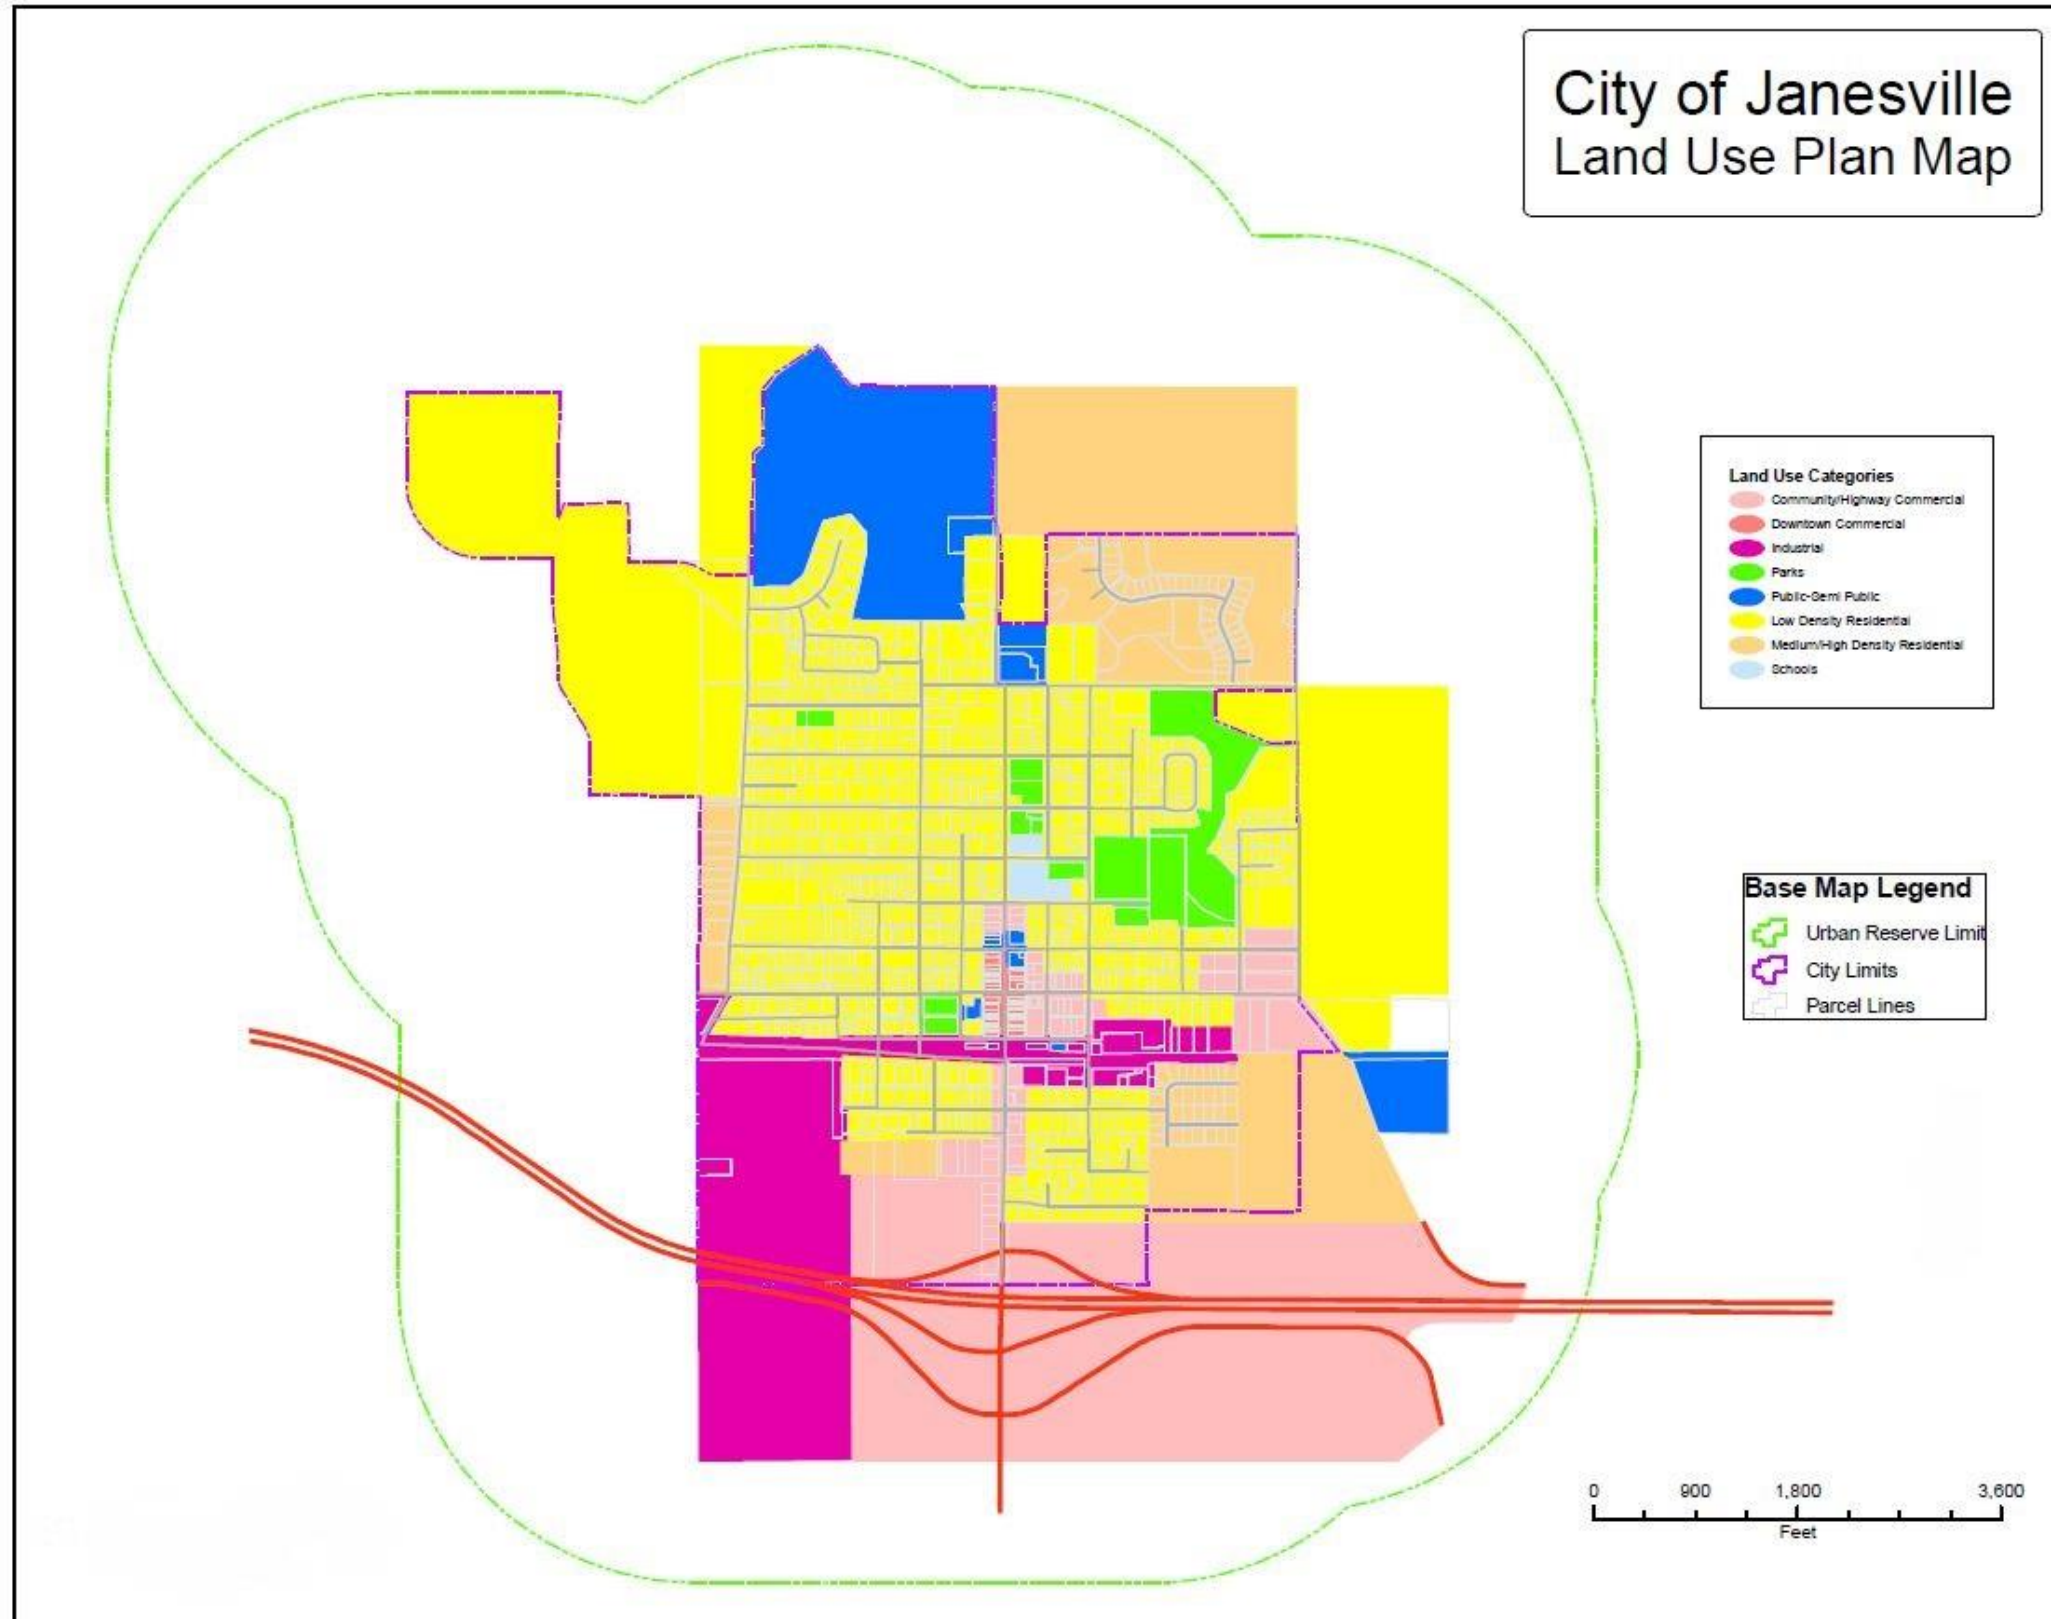 City of Janesville
Land Use Plan Map
Land Use Categories
Community/Highway Commercial
Downtown Commercial
Industrial
Parks
Public-Semi Public
Low Density Residential
Medium/High Density Residential
Schools
Base Map Legend
Urban Reserve Limit
City Limits
Parcel Lines
0 900 1,800 3,600
Feet